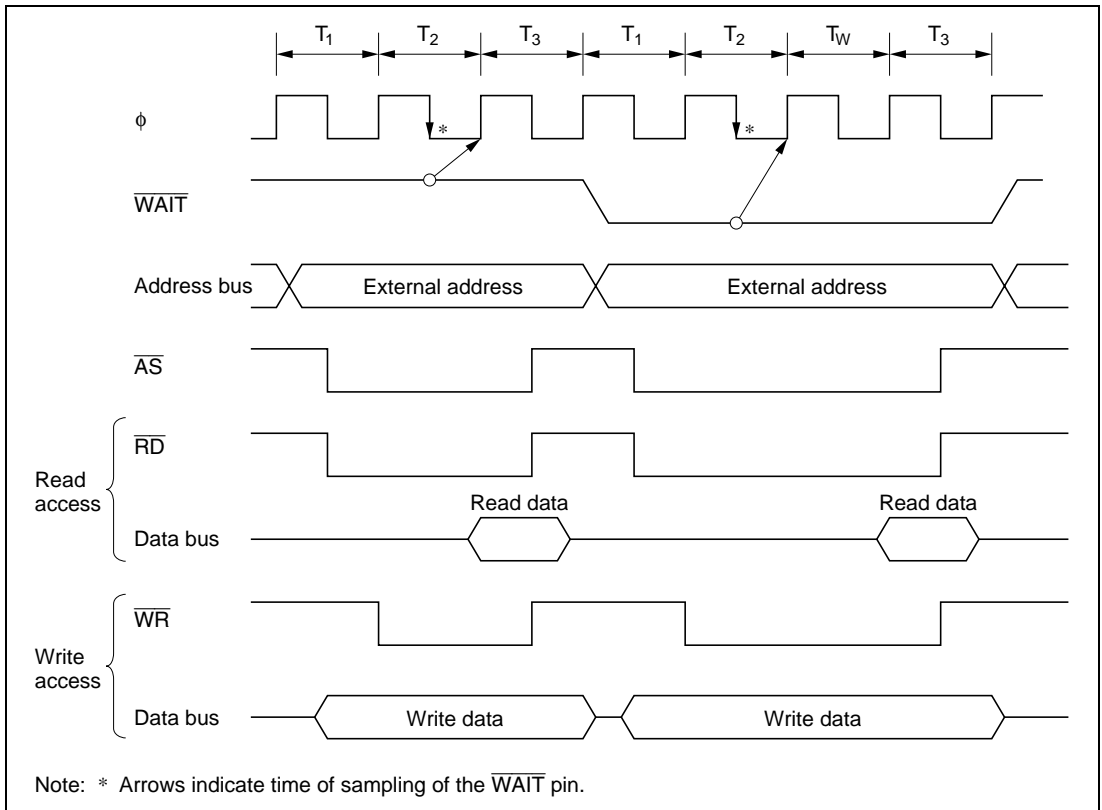 T1 T2 T3 T1 T2 TW T3
φ
* *
WAIT
Address bus External address External address
AS
Read access
RD
Read data Read data
Data bus
Write access
WR
Data bus Write data Write data
Note: * Arrows indicate time of sampling of the WAIT pin.